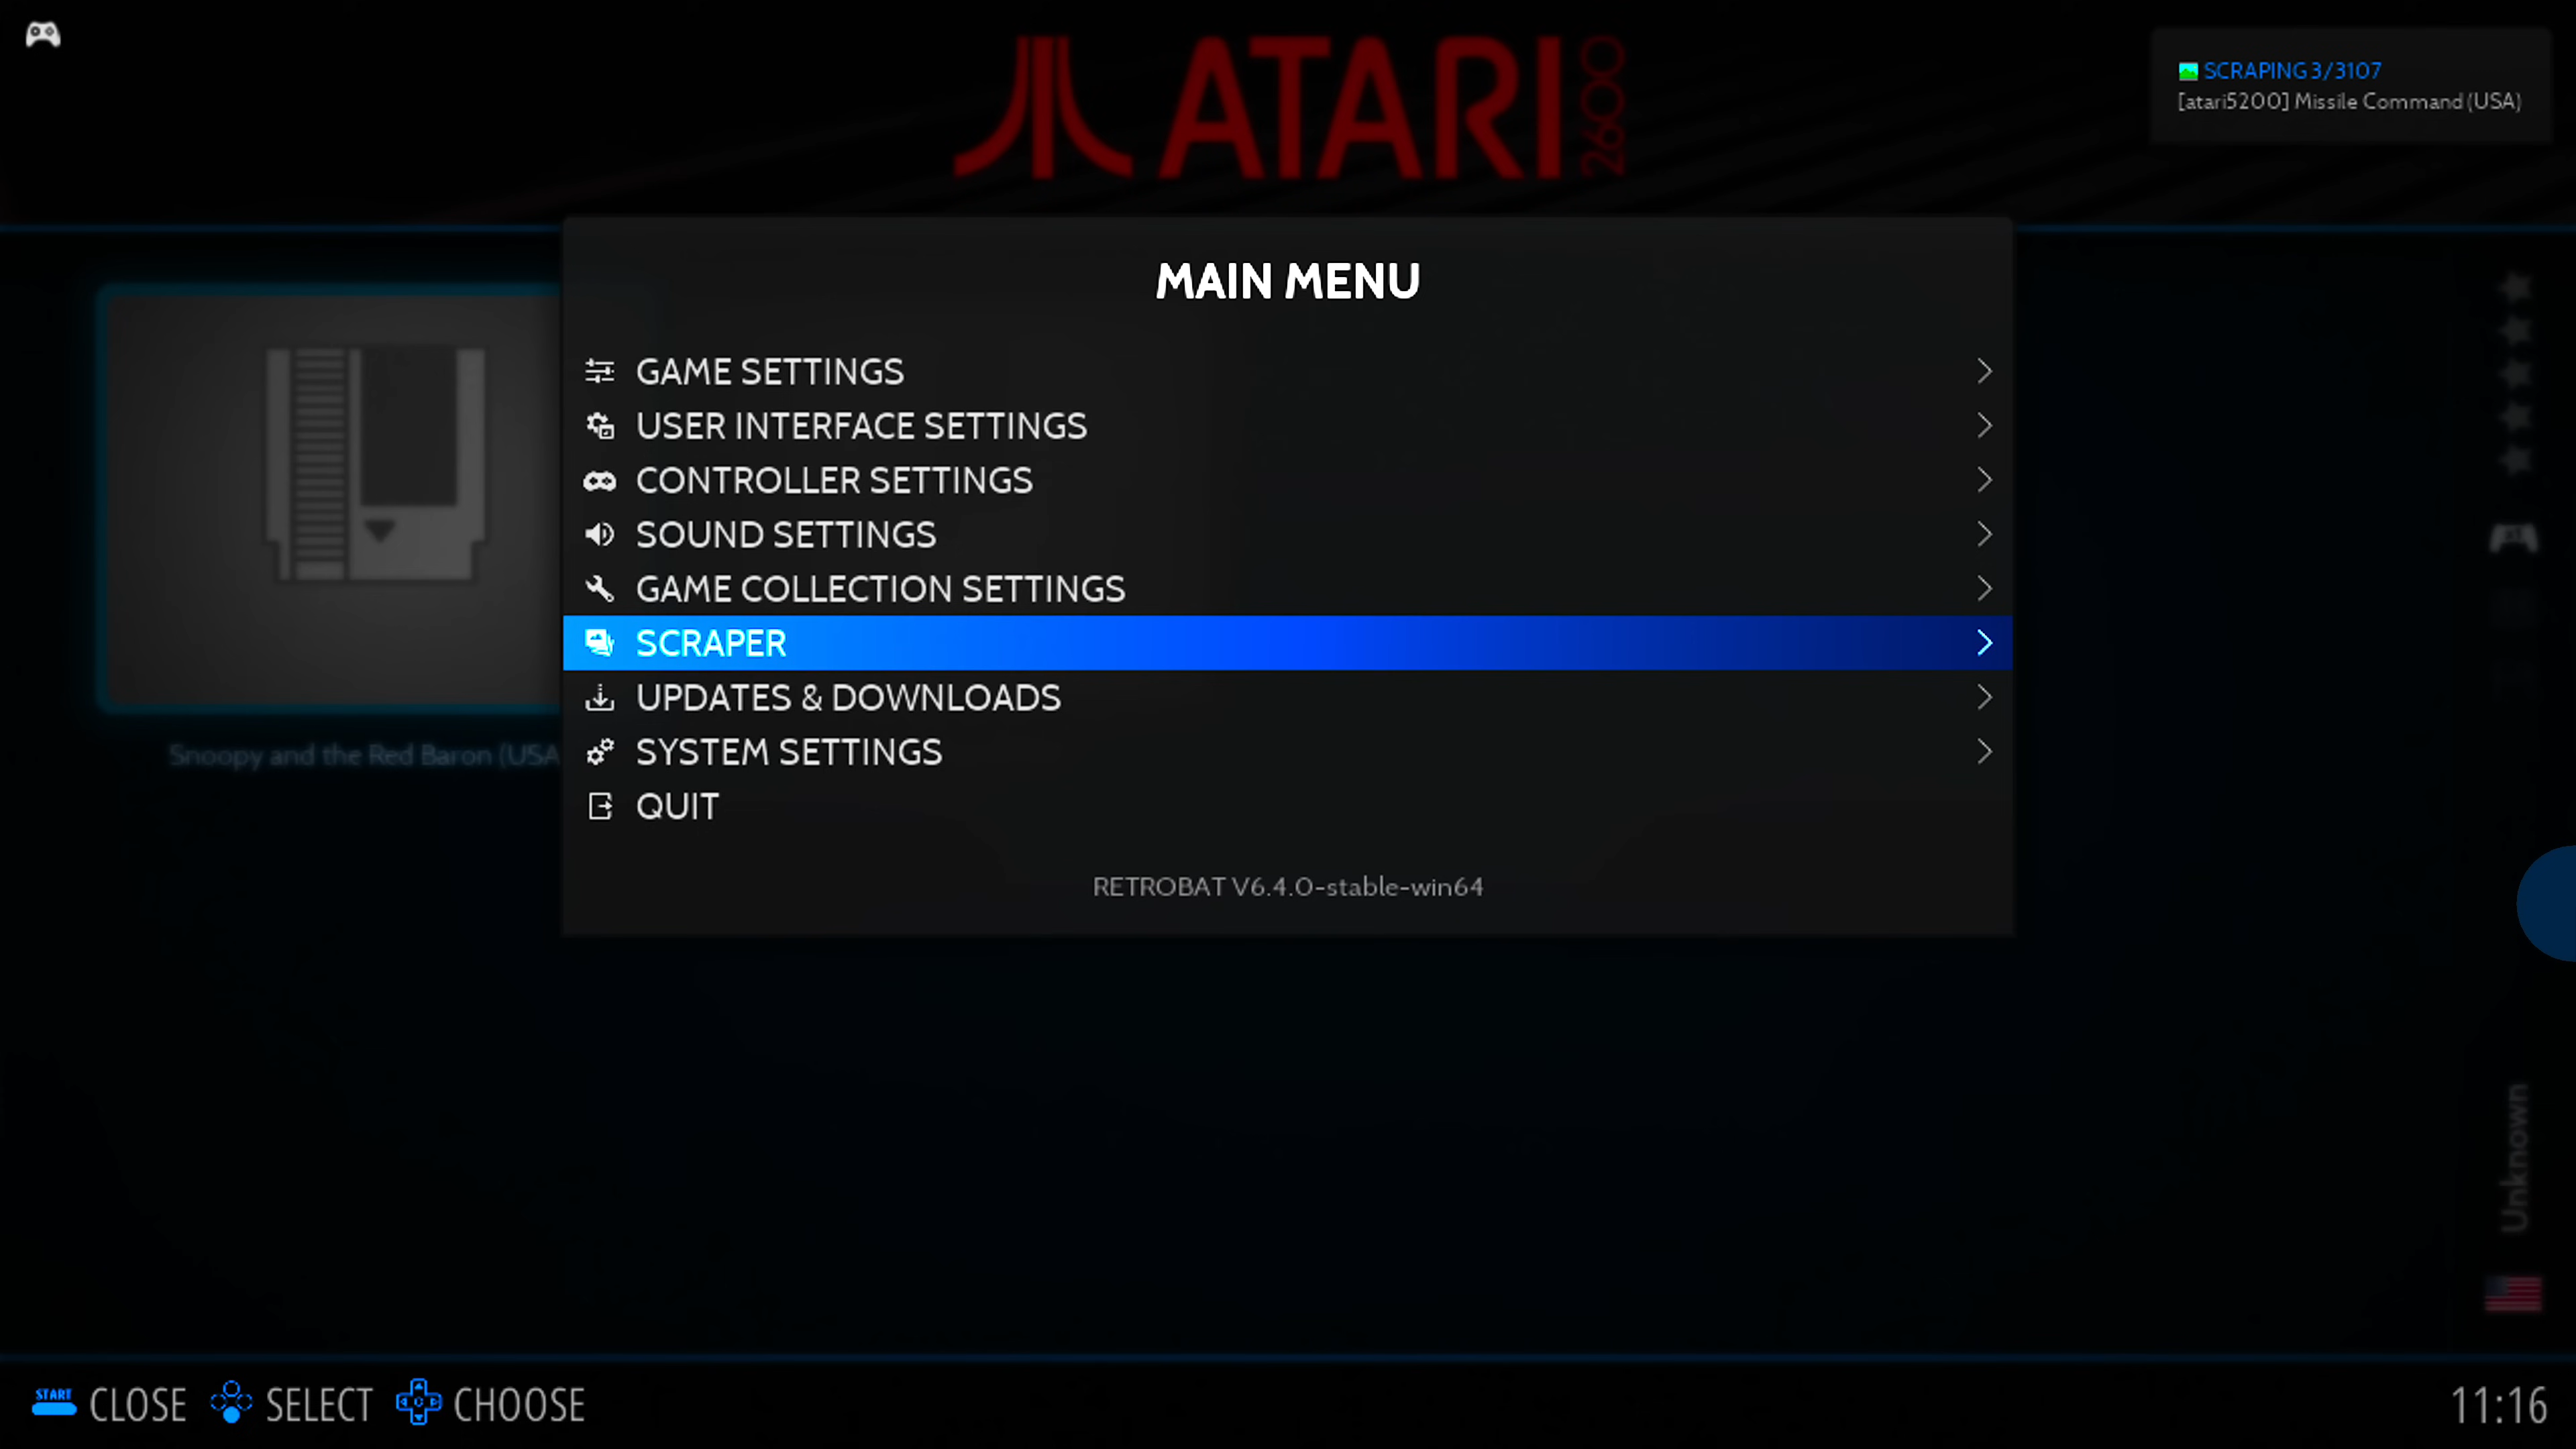 ATARI 2600
SCRAPING 3/3107
[atari5200] Missile Command (USA)
MAIN MENU
GAME SETTINGS
USER INTERFACE SETTINGS
CONTROLLER SETTINGS
SOUND SETTINGS
GAME COLLECTION SETTINGS
SCRAPER
UPDATES & DOWNLOADS
SYSTEM SETTINGS
QUIT
RETROBAT V6.4.0-stable-win64
Snoopy and the Red Baron (USA
Unknown
START CLOSE SELECT CHOOSE
11:16